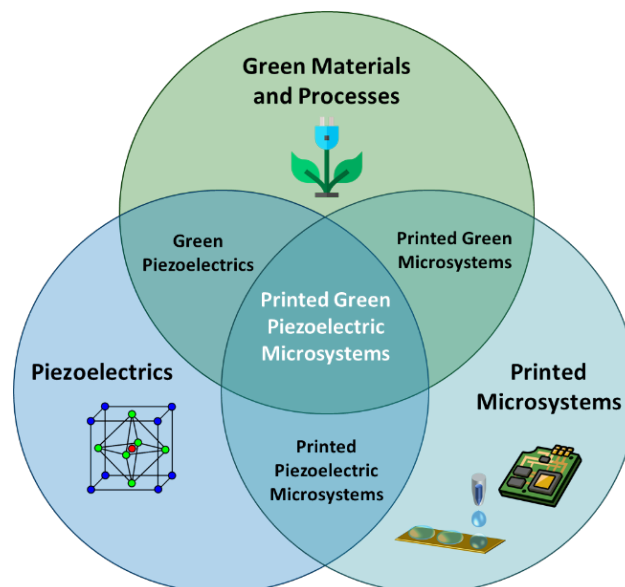 Green Materials
and Processes
Green
Piezoelectrics
Printed Green
Microsystems
Printed Green
Piezoelectric
Microsystems
Piezoelectrics
Printed
Microsystems
Printed
Piezoelectric
Microsystems